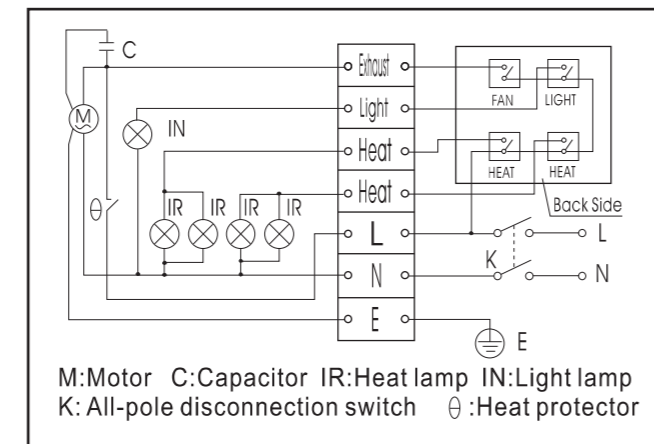 C
Exhaust
FAN LIGHT
M
IN
Light
Heat
HEAT HEAT
IR IR IR IR
Heat
Back Side
θ
L
L
K
N
N
E
E
M:Motor C:Capacitor IR:Heat lamp IN:Light lamp
K: All-pole disconnection switch θ :Heat protector